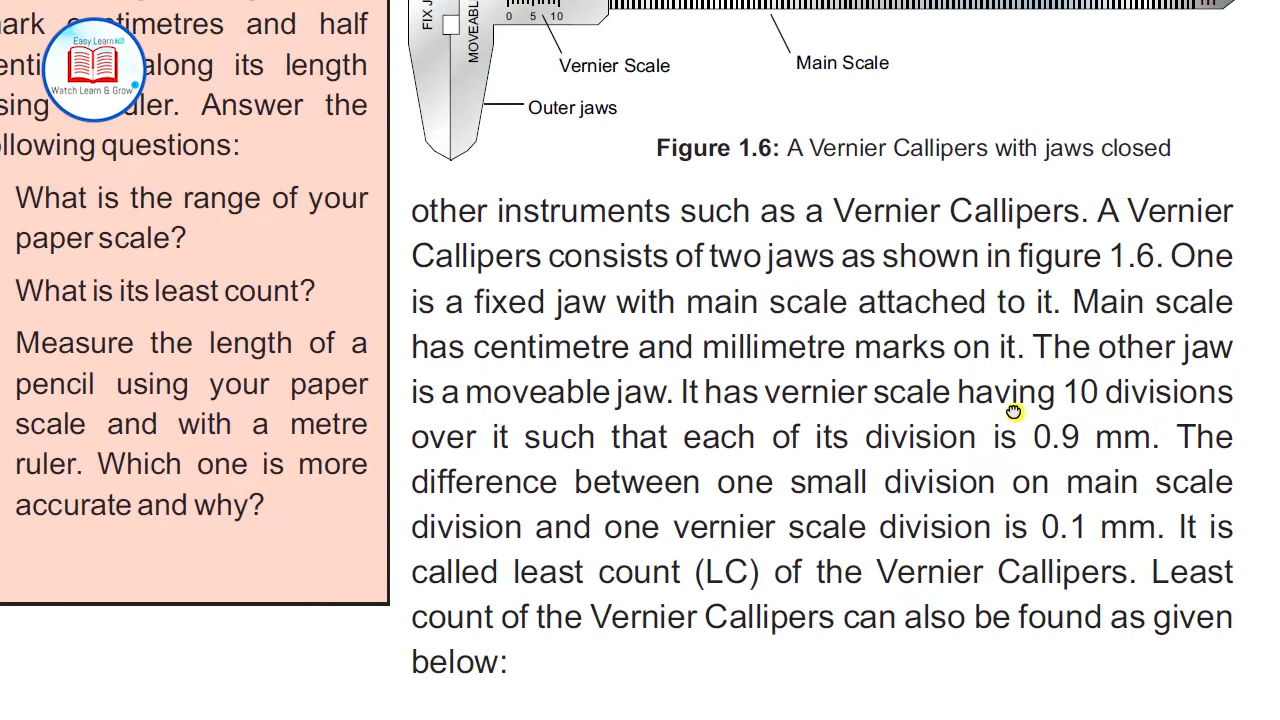 ark centimetres and half
along its length
Answer the
llowing questions:
What is the range of your
paper scale?
What is its least count?
Measure the length of a
pencil using your paper
scale and with a metre
ruler. Which one is more
accurate and why?
Easy Learn HD
Watch Learn & Grow
FIX J
MOVEABL
0 5 10
Vernier Scale
Main Scale
Outer jaws
Figure 1.6: A Vernier Callipers with jaws closed
other instruments such as a Vernier Callipers. A Vernier
Callipers consists of two jaws as shown in figure 1.6. One
is a fixed jaw with main scale attached to it. Main scale
has centimetre and millimetre marks on it. The other jaw
is a moveable jaw. It has vernier scale having 10 divisions
over it such that each of its division is 0.9 mm. The
difference between one small division on main scale
division and one vernier scale division is 0.1 mm. It is
called least count (LC) of the Vernier Callipers. Least
count of the Vernier Callipers can also be found as given
below: